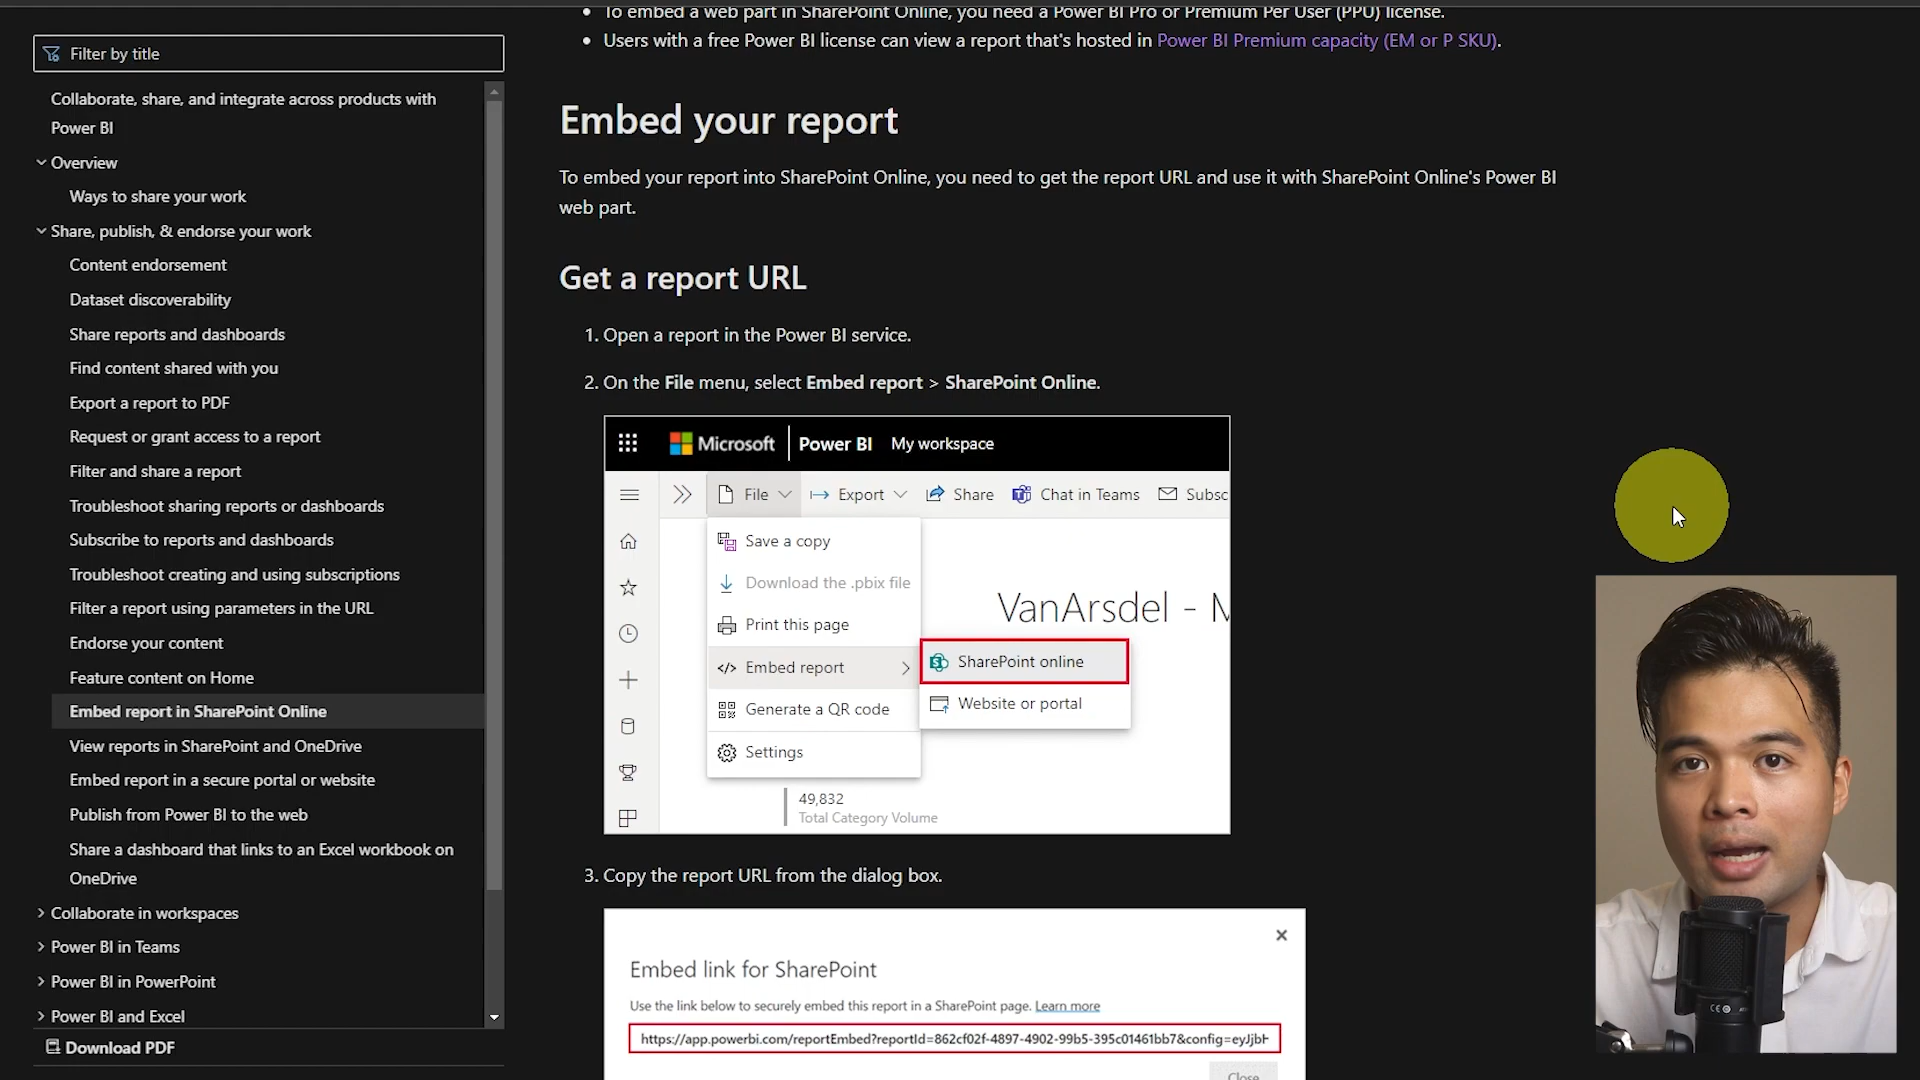 Filter by title
Collaborate, share, and integrate across products with
Power BI
Overview
Ways to share your work
Share, publish, & endorse your work
Content endorsement
Dataset discoverability
Share reports and dashboards
Find content shared with you
Export a report to PDF
Request or grant access to a report
Filter and share a report
Troubleshoot sharing reports or dashboards
Subscribe to reports and dashboards
Troubleshoot creating and using subscriptions
Filter a report using parameters in the URL
Endorse your content
Feature content on Home
Embed report in SharePoint Online
View reports in SharePoint and OneDrive
Embed report in a secure portal or website
Publish from Power BI to the web
Share a dashboard that links to an Excel workbook on
OneDrive
Collaborate in workspaces
Power BI in Teams
Power BI in PowerPoint
Power BI and Excel
Download PDF
To embed a web part in SharePoint Online, you need a Power BI Pro or Premium Per User (PPU) license.
Users with a free Power BI license can view a report that's hosted in Power BI Premium capacity (EM or P SKU).
Embed your report
To embed your report into SharePoint Online, you need to get the report URL and use it with SharePoint Online's Power BI
web part.
Get a report URL
1. Open a report in the Power BI service.
2. On the File menu, select Embed report > SharePoint Online.
Microsoft Power BI My workspace
File Export Share Chat in Teams Subsc
Save a copy
Download the .pbix file
Print this page
Embed report
Generate a QR code
Settings
SharePoint online
Website or portal
VanArsdel - M
49,832
Total Category Volume
3. Copy the report URL from the dialog box.
Embed link for SharePoint
Use the link below to securely embed this report in a SharePoint page. Learn more
https://app.powerbi.com/reportEmbed?reportId=862cf02f-4897-4902-99b5-395c01461bb7&config=eyJjbH
Close